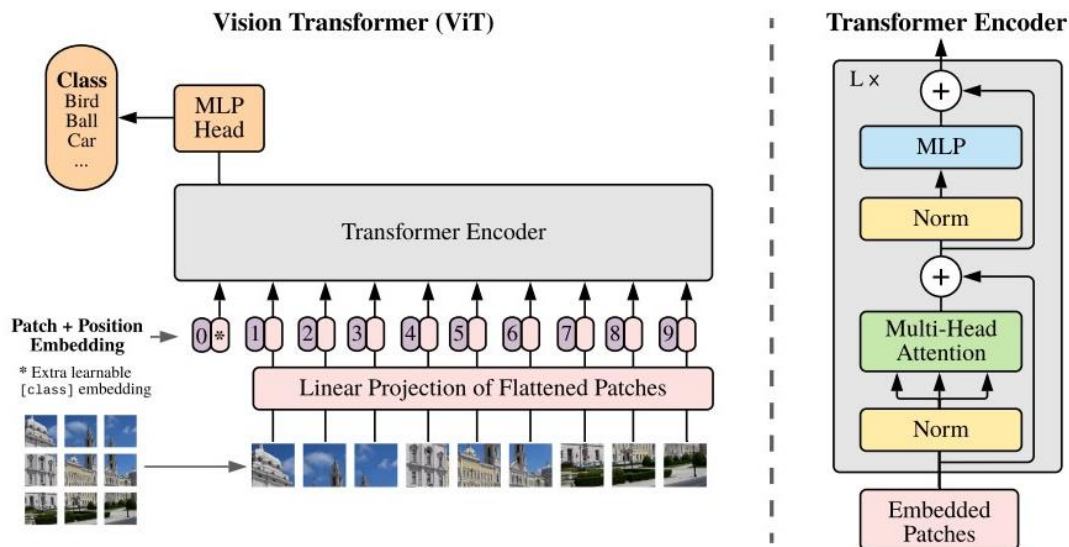 Vision Transformer (ViT)
Class
Bird
Ball
Car
...
MLP
Head
Transformer Encoder
Patch + Position
Embedding
0 * 1 2 3 4 5 6 7 8 9
* Extra learnable
[class] embedding
Linear Projection of Flattened Patches
Transformer Encoder
L ×
+
MLP
Norm
+
Multi-Head
Attention
Norm
Embedded
Patches